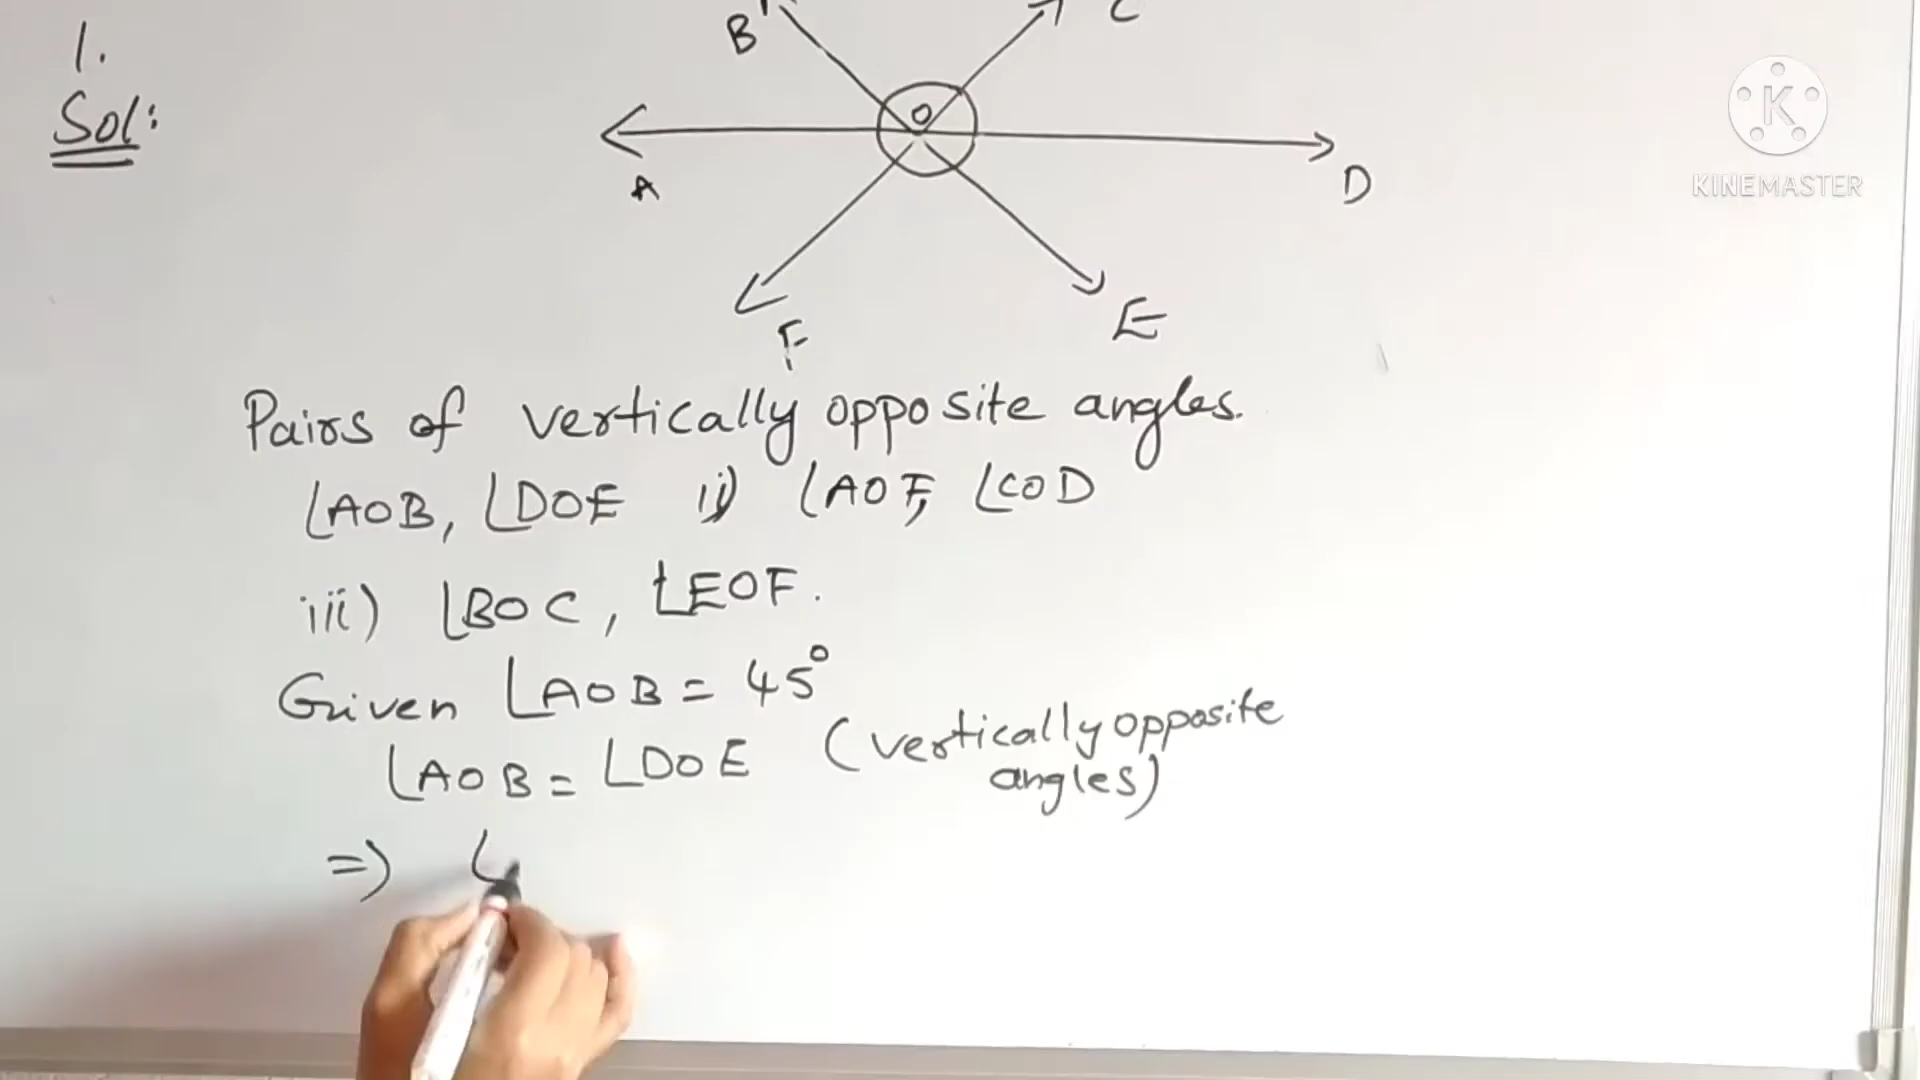 1.
Sol:
B
C
O
A
D
F
E
Pairs of vertically opposite angles.
∠AOB, ∠DOE ii) ∠AOF, ∠COD
iii) ∠BOC, ∠EOF.
Given ∠AOB = 45°
∠AOB = ∠DOE (vertically opposite
angles)
=> ∠
K
KINEMASTER